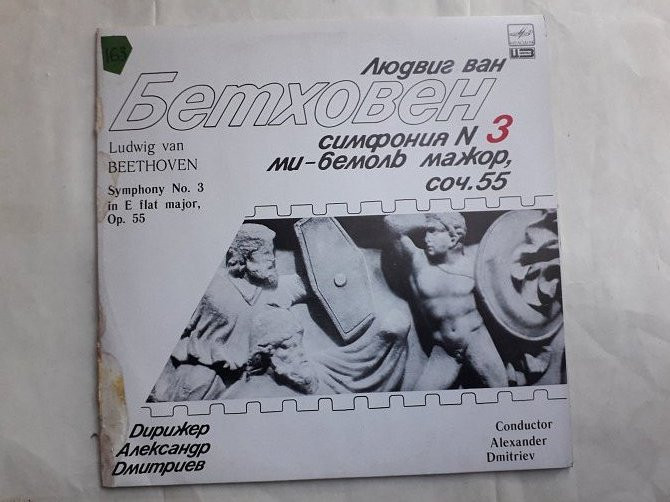 163
Людвиг ван
Бетховен
Ludwig van
BEETHOVEN
симфония N 3
ми-бемоль мажор,
соч. 55
Symphony No. 3
in E flat major,
Op. 55
Дирижер
Александр
Дмитриев
Conductor
Alexander
Dmitriev